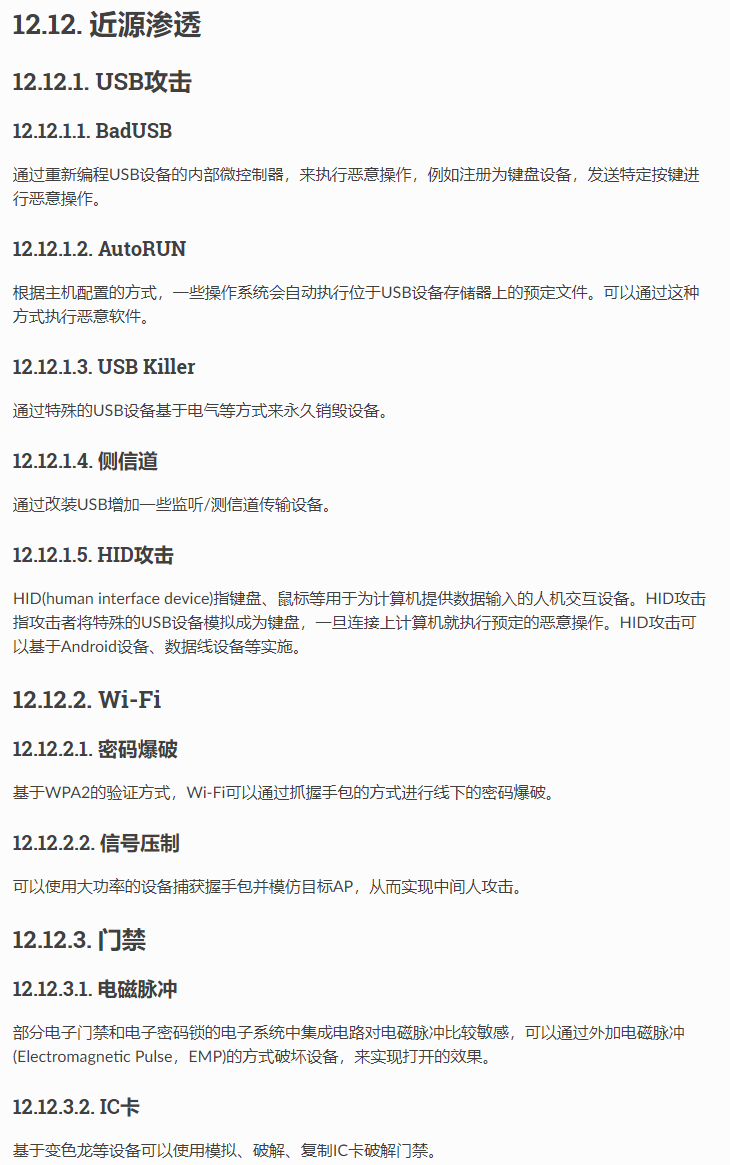 12.12. 近源渗透
12.12.1. USB攻击
12.12.1.1. BadUSB
通过重新编程USB设备的内部微控制器，来执行恶意操作，例如注册为键盘设备，发送特定按键进
行恶意操作。
12.12.1.2. AutoRUN
根据主机配置的方式，一些操作系统会自动执行位于USB设备存储器上的预定文件。可以通过这种
方式执行恶意软件。
12.12.1.3. USB Killer
通过特殊的USB设备基于电气等方式来永久销毁设备。
12.12.1.4. 侧信道
通过改装USB增加一些监听/测信道传输设备。
12.12.1.5. HID攻击
HID(human interface device)指键盘、鼠标等用于为计算机提供数据输入的人机交互设备。HID攻击
指攻击者将特殊的USB设备模拟成为键盘，一旦连接上计算机就执行预定的恶意操作。HID攻击可
以基于Android设备、数据线设备等实施。
12.12.2. Wi-Fi
12.12.2.1. 密码爆破
基于WPA2的验证方式，Wi-Fi可以通过抓握手包的方式进行线下的密码爆破。
12.12.2.2. 信号压制
可以使用大功率的设备捕获握手包并模仿目标AP，从而实现中间人攻击。
12.12.3. 门禁
12.12.3.1. 电磁脉冲
部分电子门禁和电子密码锁的电子系统中集成电路对电磁脉冲比较敏感，可以通过外加电磁脉冲
(Electromagnetic Pulse，EMP)的方式破坏设备，来实现打开的效果。
12.12.3.2. IC卡
基于变色龙等设备可以使用模拟、破解、复制IC卡破解门禁。